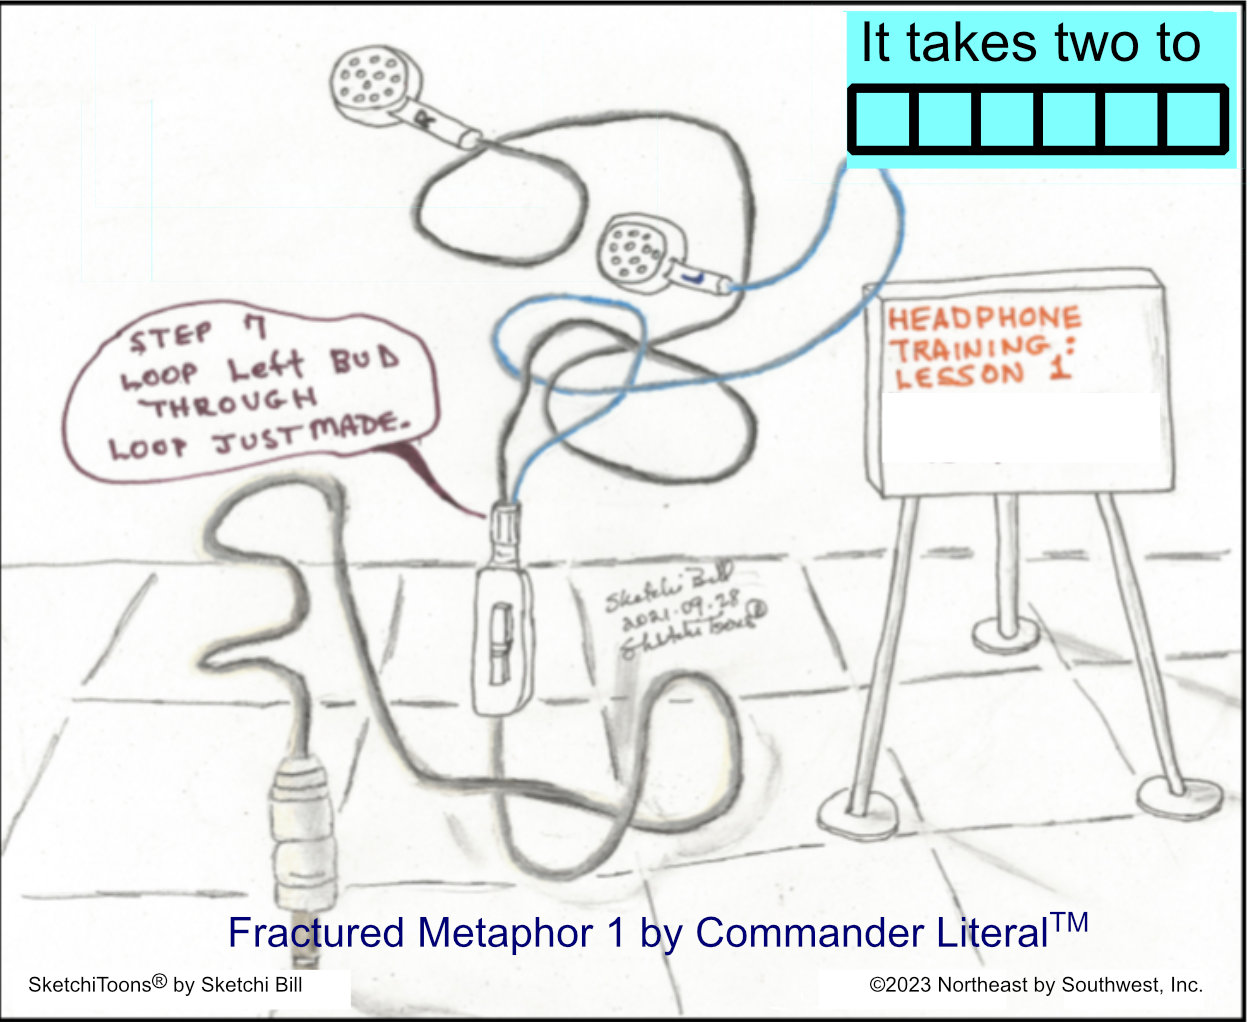 It takes two to
R
L
HEADPHONE
TRAINING:
LESSON 1
STEP 7
LOOP Left BUD
THROUGH
LOOP JUST MADE.
Sketchi Bill
2021.09.28
SketchiToons®
Fractured Metaphor 1 by Commander Literal™
SketchiToons® by Sketchi Bill
©2023 Northeast by Southwest, Inc.